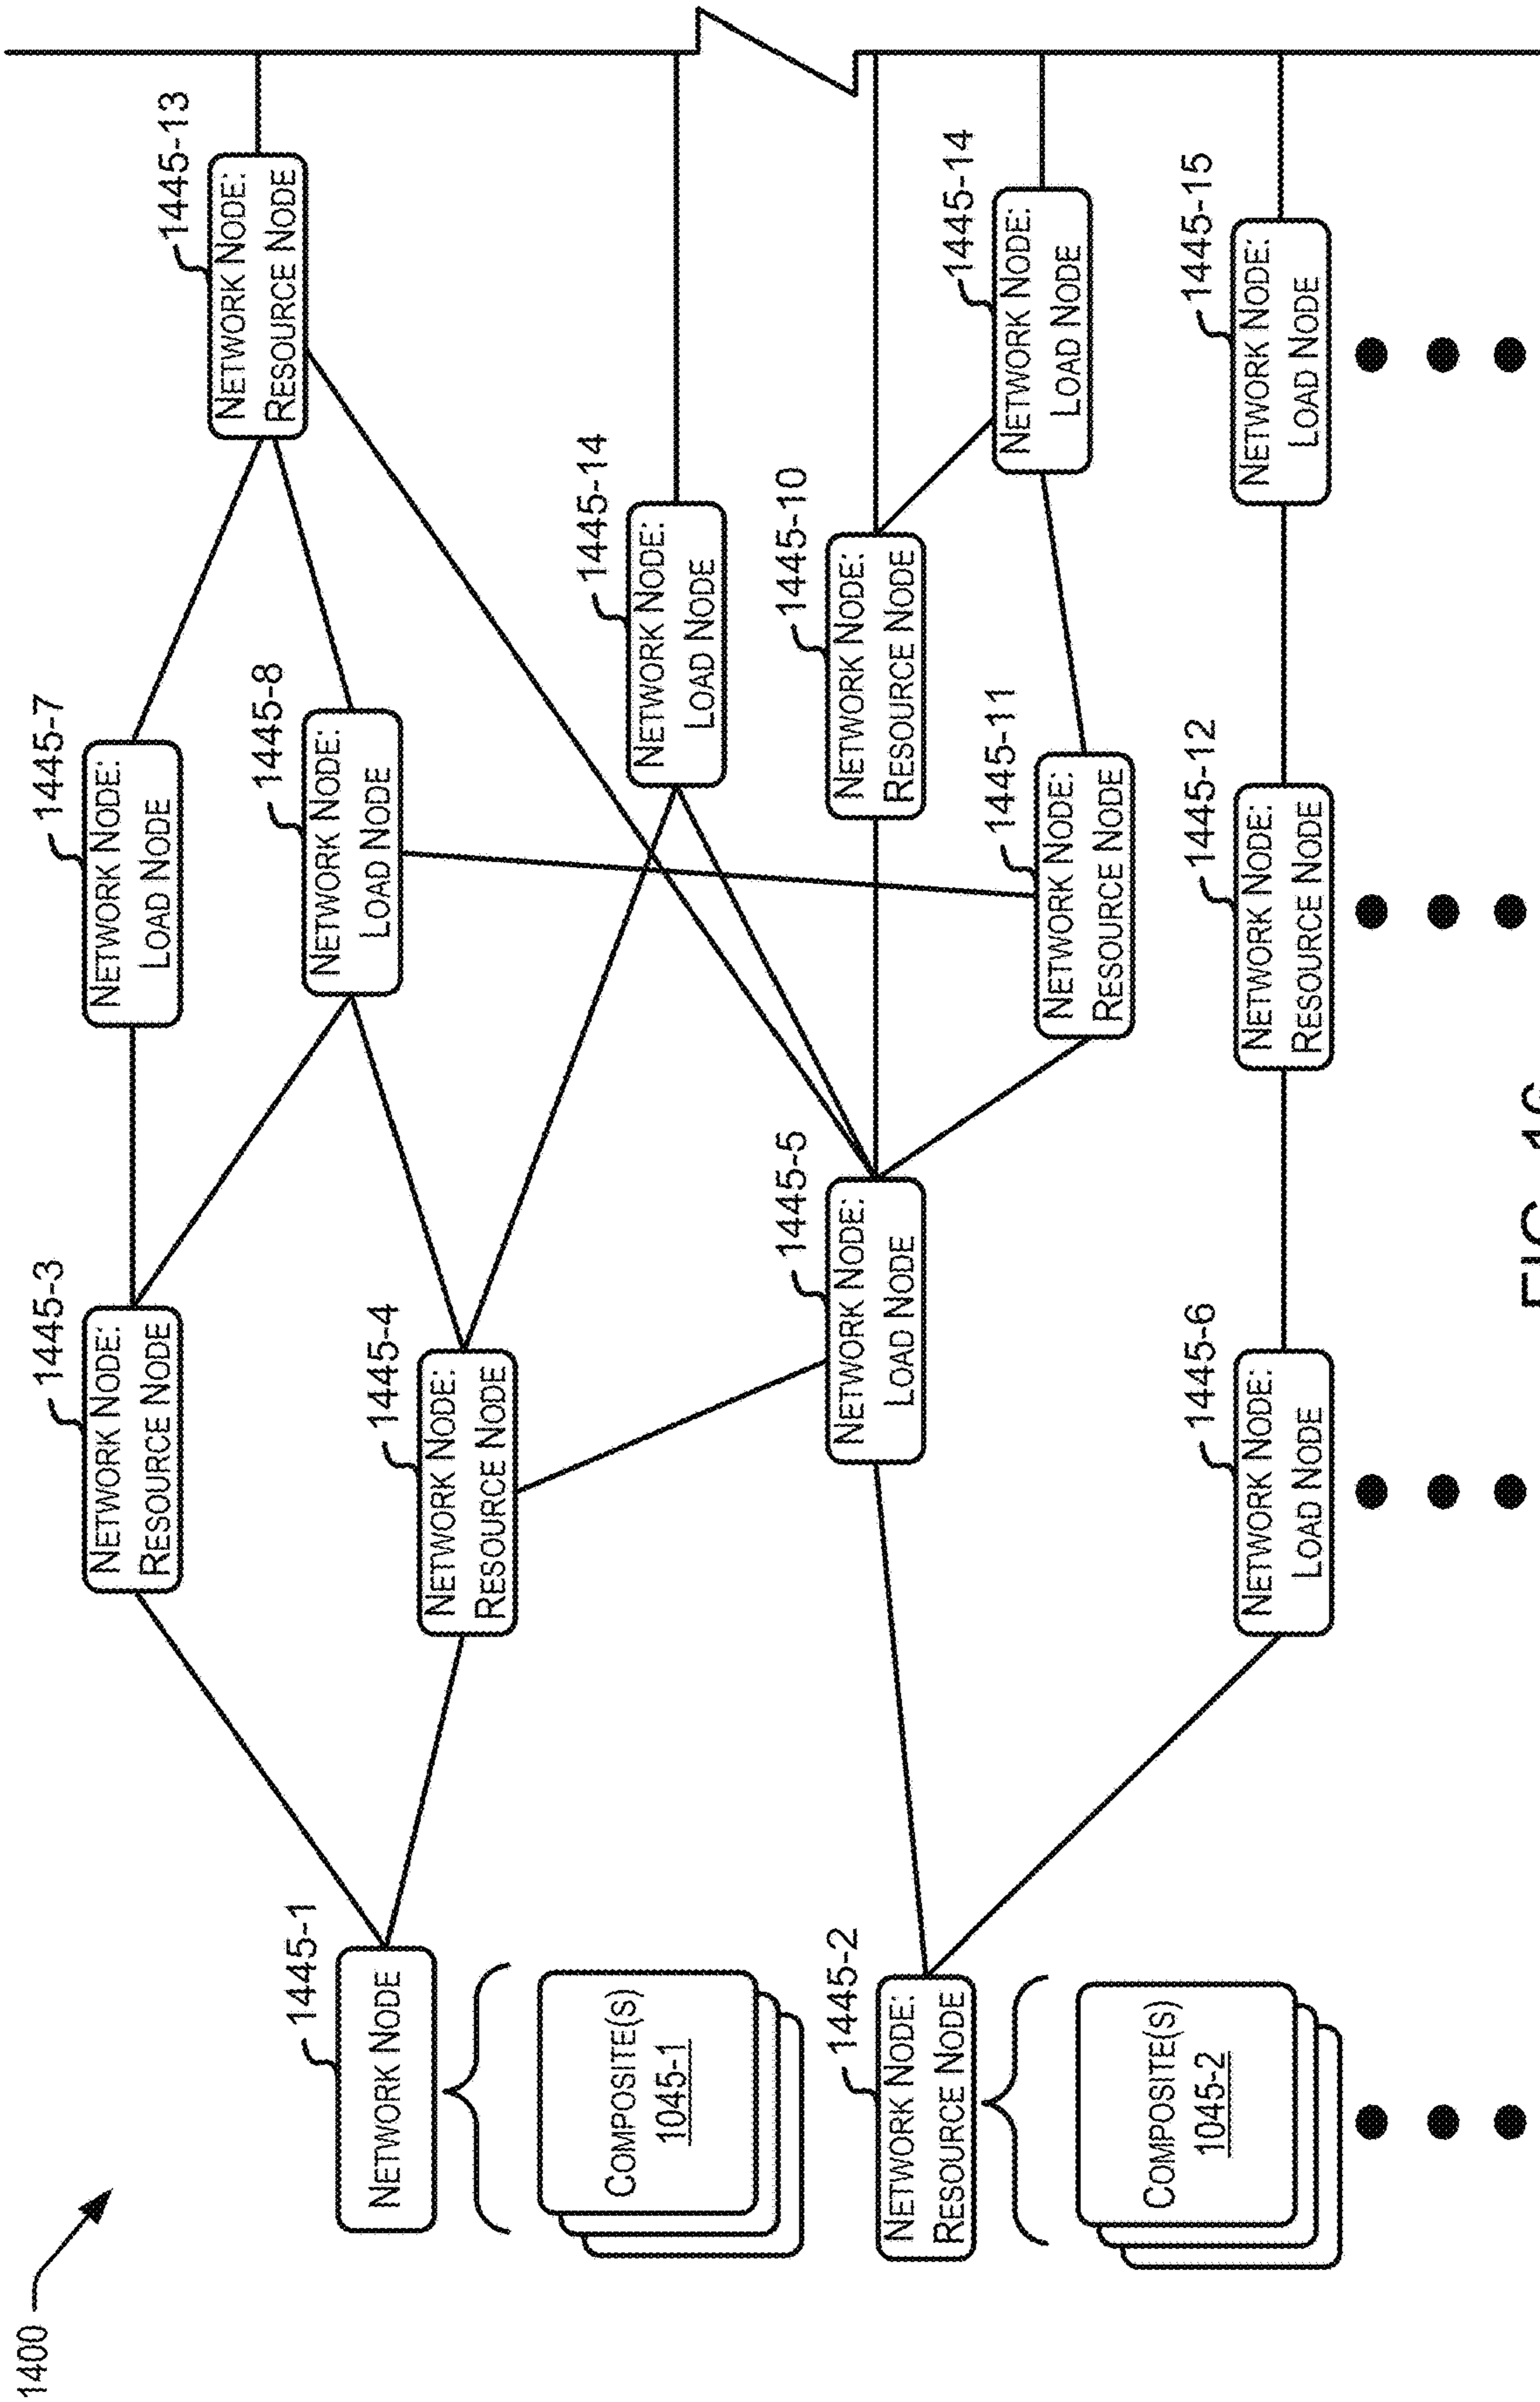 1400
1445-1
NETWORK NODE
COMPOSITE(S)
1045-1
1445-2
NETWORK NODE:
RESOURCE NODE
COMPOSITE(S)
1045-2
1445-3
NETWORK NODE:
RESOURCE NODE
1445-4
NETWORK NODE:
RESOURCE NODE
1445-5
NETWORK NODE:
LOAD NODE
1445-6
NETWORK NODE:
LOAD NODE
1445-7
NETWORK NODE:
LOAD NODE
1445-8
NETWORK NODE:
LOAD NODE
1445-14
NETWORK NODE:
LOAD NODE
1445-10
NETWORK NODE:
RESOURCE NODE
1445-11
NETWORK NODE:
RESOURCE NODE
1445-12
NETWORK NODE:
RESOURCE NODE
1445-13
NETWORK NODE:
RESOURCE NODE
1445-14
NETWORK NODE:
LOAD NODE
1445-15
NETWORK NODE:
LOAD NODE